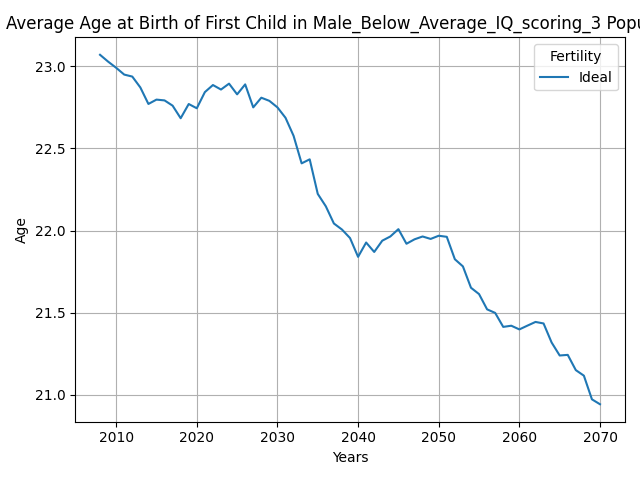 Average Age at Birth of First Child in Male_Below_Average_IQ_scoring_3 Popu
Fertility
Ideal
23.0
22.5
22.0
21.5
21.0
Age
2010 2020 2030 2040 2050 2060 2070
Years